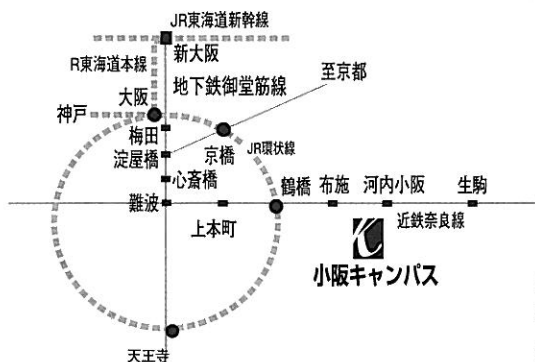 JR東海道新幹線
新大阪
R東海道本線
地下鉄御堂筋線
至京都
大阪
神戸
梅田
京橋
JR環状線
淀屋橋
心斎橋
鶴橋
布施
河内小阪
生駒
難波
上本町
近鉄奈良線
小阪キャンパス
天王寺